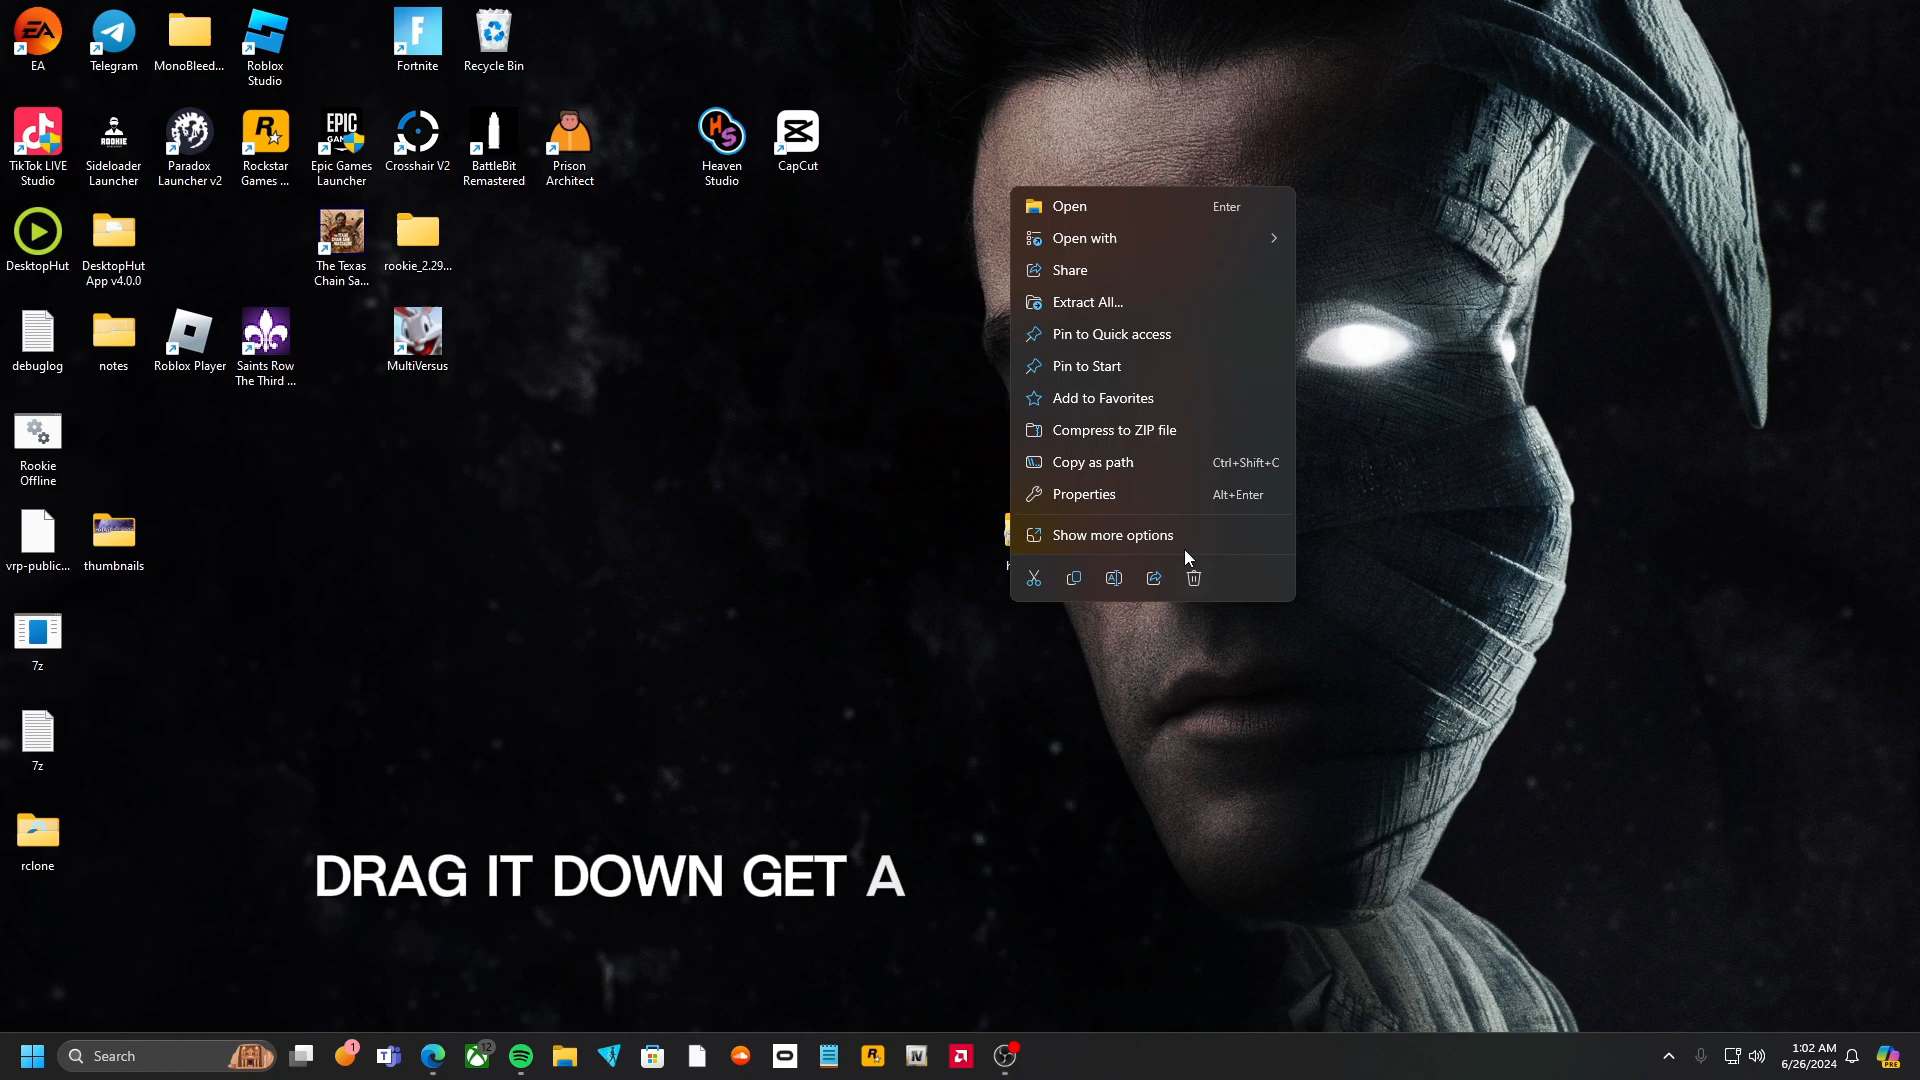 EA
Telegram
MonoBleed...
Roblox
Studio
Fortnite
Recycle Bin
TikTok LIVE
Studio
Sideloader
Launcher
Paradox
Launcher v2
Rockstar
Games ...
Epic Games
Launcher
Crosshair V2
BattleBit
Remastered
Prison
Architect
Heaven
Studio
CapCut
DesktopHut
DesktopHut
App v4.0.0
The Texas
Chain Sa...
rookie_2.29...
debuglog
notes
Roblox Player
Saints Row
The Third ...
MultiVersus
Rookie
Offline
vrp-public...
thumbnails
7z
7z
rclone
Open Enter
Open with
Share
Extract All...
Pin to Quick access
Pin to Start
Add to Favorites
Compress to ZIP file
Copy as path Ctrl+Shift+C
Properties Alt+Enter
Show more options
DRAG IT DOWN GET A
Search
1
12
1:02 AM
6/26/2024
PRE